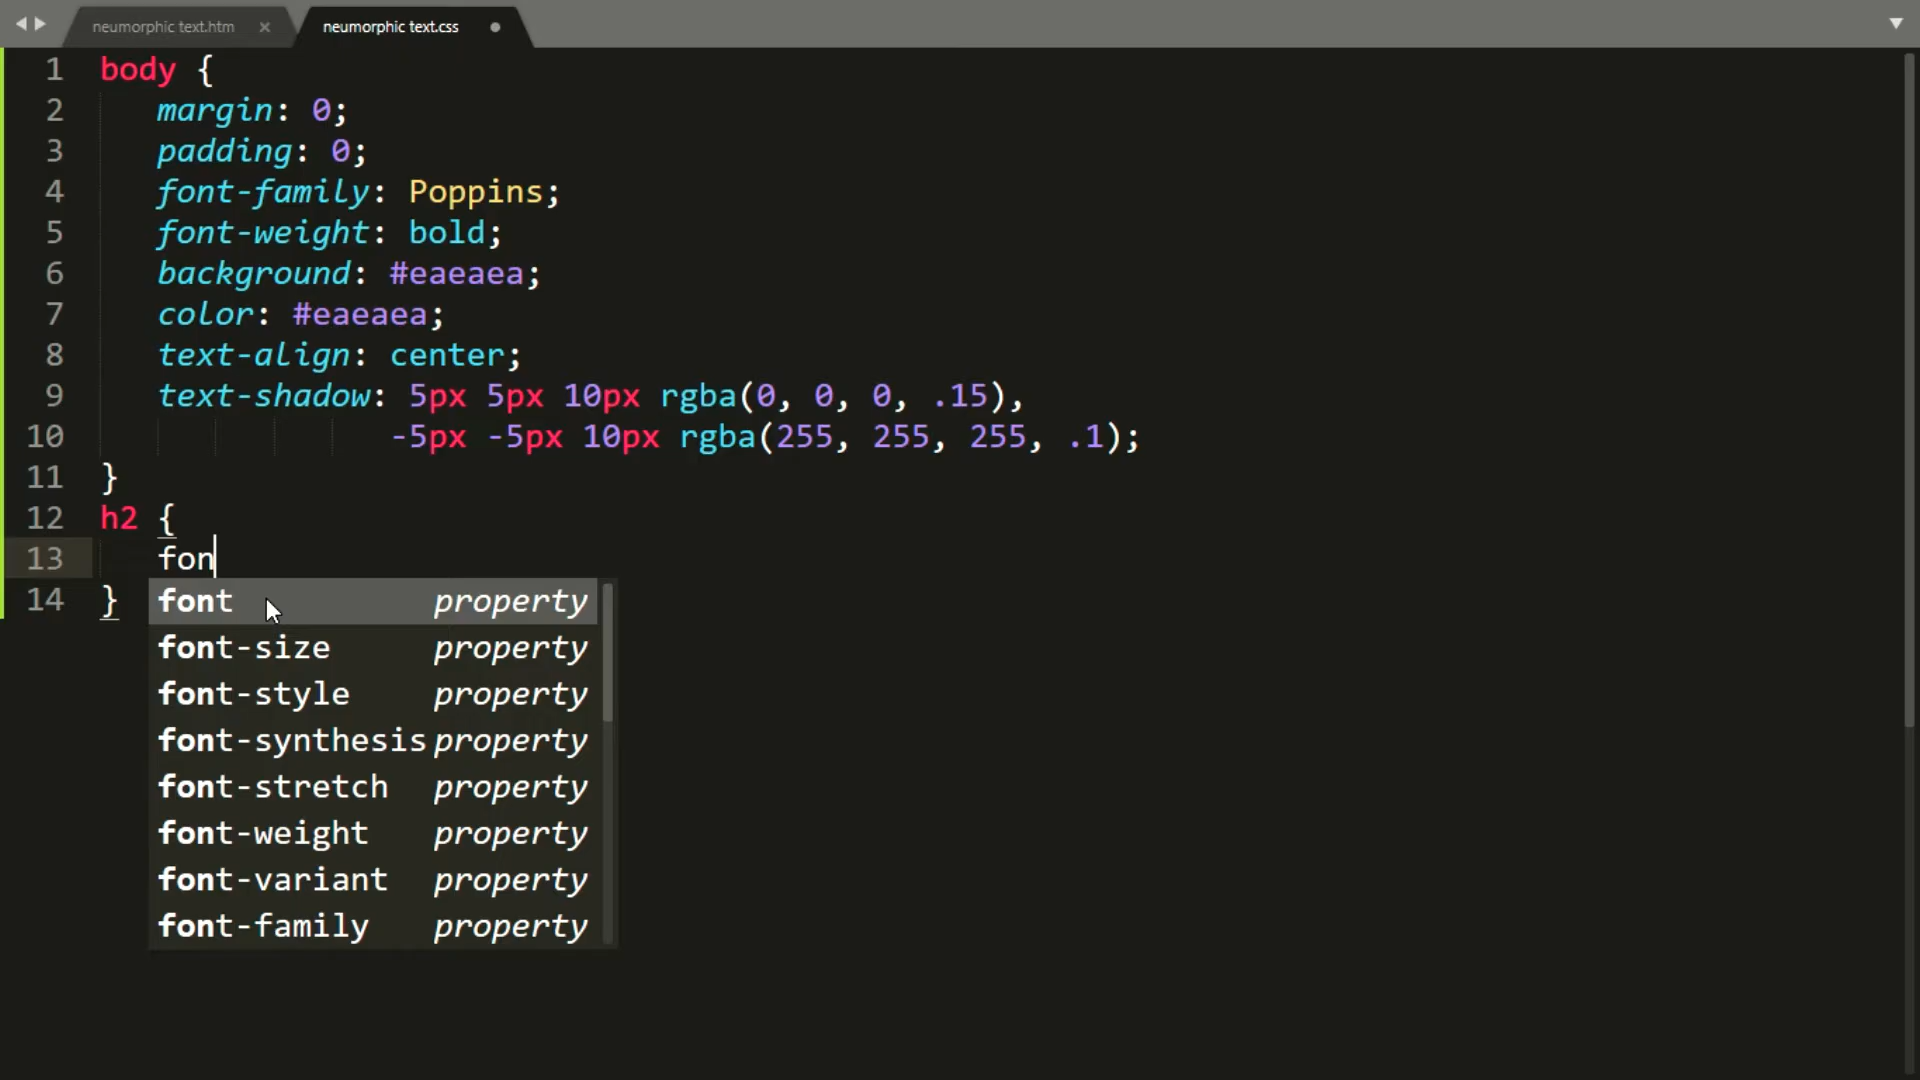 neumorphic text.htm × neumorphic text.css
1 body {
2 margin: 0;
3 padding: 0;
4 font-family: Poppins;
5 font-weight: bold;
6 background: #eaeaea;
7 color: #eaeaea;
8 text-align: center;
9 text-shadow: 5px 5px 10px rgba(0, 0, 0, .15),
10 -5px -5px 10px rgba(255, 255, 255, .1);
11 }
12 h2 {
13 fon
14 }
font property
font-size property
font-style property
font-synthesis property
font-stretch property
font-weight property
font-variant property
font-family property